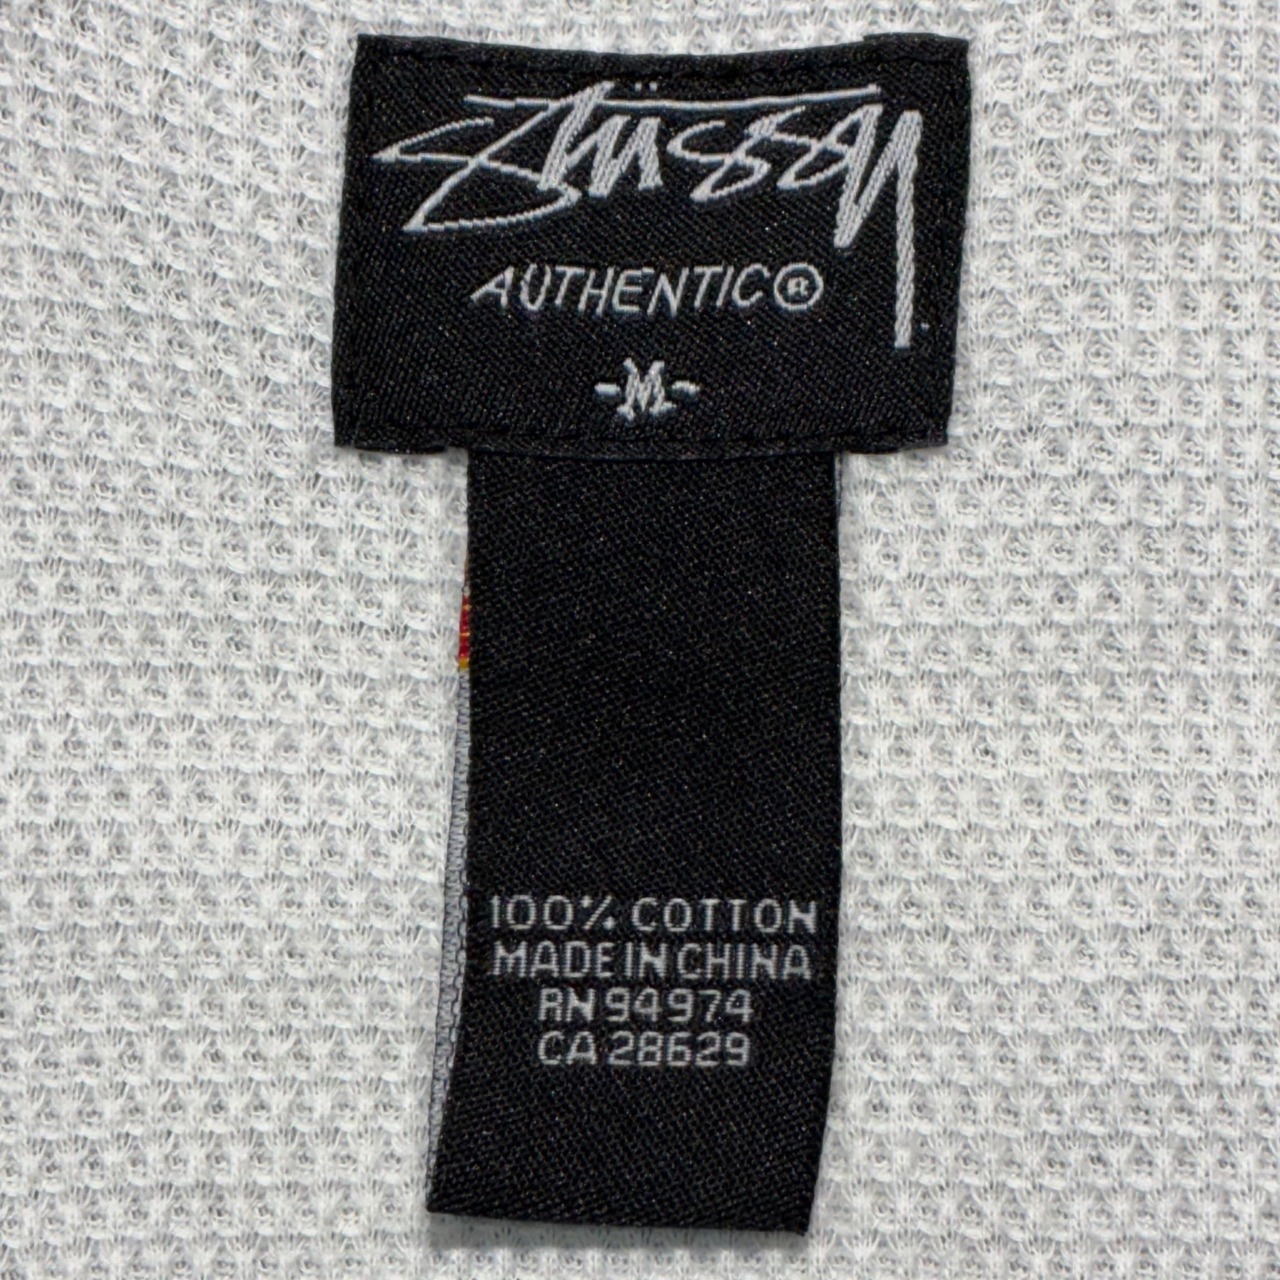 Stüssy
AUTHENTIC®
-M-
100% COTTON
MADE IN CHINA
RN 94974
CA 28629